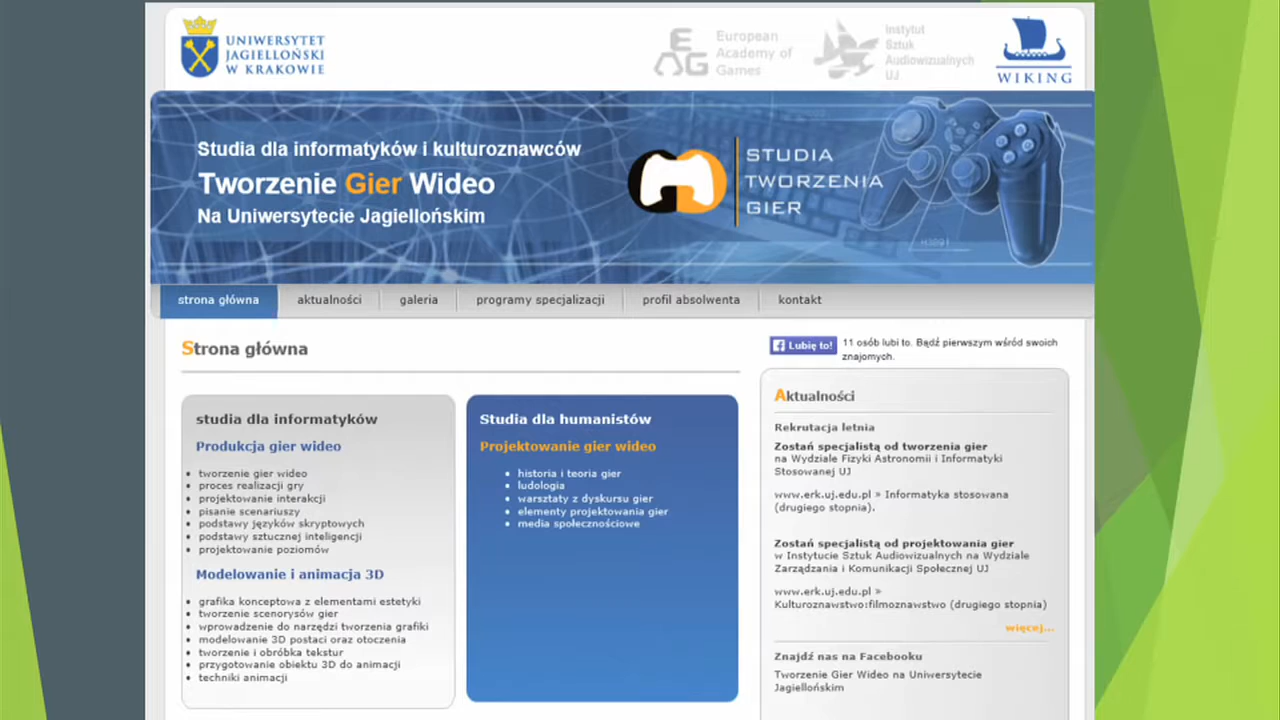 UNIWERSYTET
JAGIELLOŃSKI
W KRAKOWIE
European
Academy of
Games
Instytut
Sztuk
Audiowizualnych
UJ
WIKING
Studia dla informatyków i kulturoznawców
Tworzenie Gier Wideo
Na Uniwersytecie Jagiellońskim
STUDIA
TWORZENIA
GIER
strona główna
aktualności
galeria
programy specjalizacji
profil absolwenta
kontakt
Strona główna
studia dla informatyków
Produkcja gier wideo
• tworzenie gier wideo
• proces realizacji gry
• projektowanie interakcji
• pisanie scenariuszy
• podstawy języków skryptowych
• podstawy sztucznej inteligencji
• projektowanie poziomów
Modelowanie i animacja 3D
• grafika konceptowa z elementami estetyki
• tworzenie scenorysów gier
• wprowadzenie do narzędzi tworzenia grafiki
• modelowanie 3D postaci oraz otoczenia
• tworzenie i obróbka tekstur
• przygotowanie obiektu 3D do animacji
• techniki animacji
Studia dla humanistów
Projektowanie gier wideo
• historia i teoria gier
• ludologia
• warsztaty z dyskursu gier
• elementy projektowania gier
• media społecznościowe
Lubię to! 11 osób lubi to. Bądź pierwszym wśród swoich
znajomych.
Aktualności
Rekrutacja letnia
Zostań specjalistą od tworzenia gier
na Wydziale Fizyki Astronomii i Informatyki
Stosowanej UJ
www.erk.uj.edu.pl » Informatyka stosowana
(drugiego stopnia).
Zostań specjalistą od projektowania gier
w Instytucie Sztuk Audiowizualnych na Wydziale
Zarządzania i Komunikacji Społecznej UJ
www.erk.uj.edu.pl »
Kulturoznawstwo:filmoznawstwo (drugiego stopnia)
więcej...
Znajdź nas na Facebooku
Tworzenie Gier Wideo na Uniwersytecie
Jagiellońskim